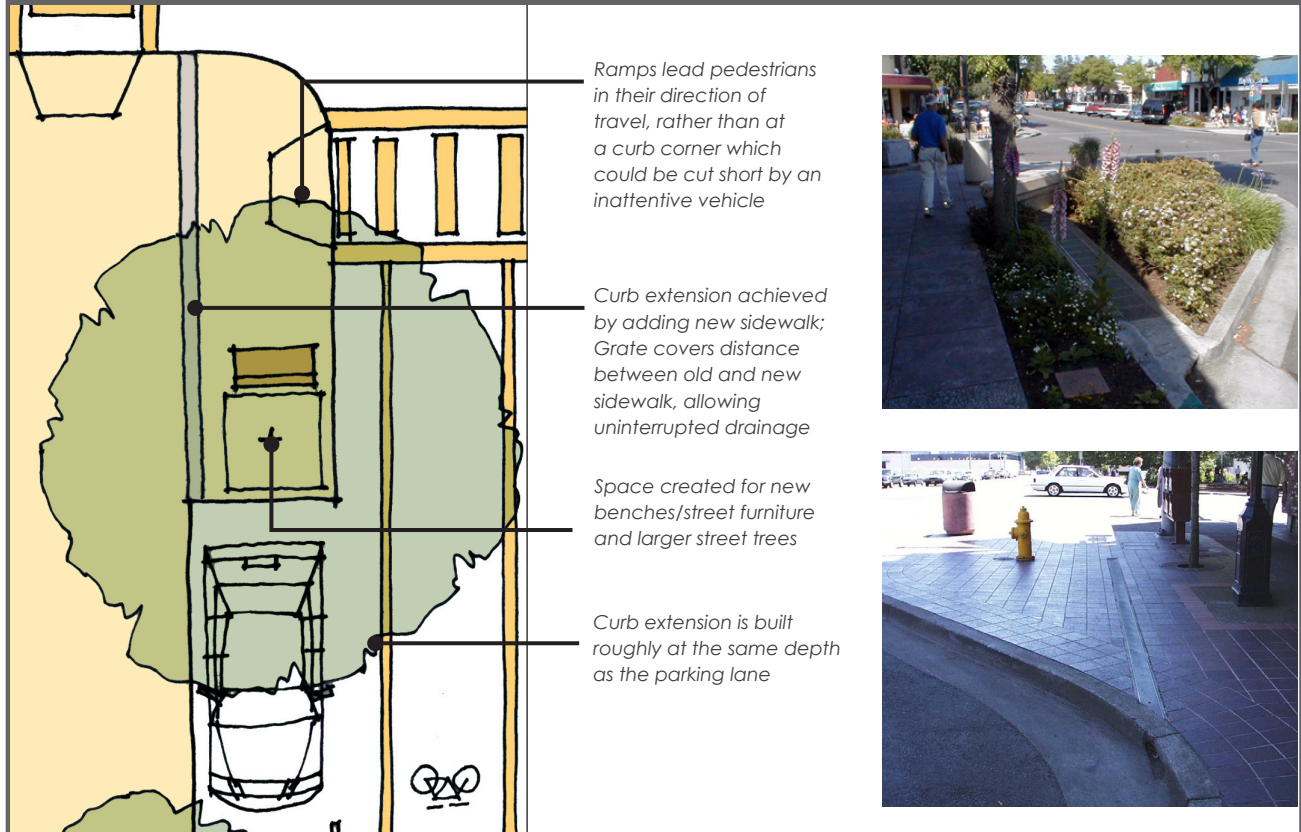 Ramps lead pedestrians
in their direction of
travel, rather than at
a curb corner which
could be cut short by an
inattentive vehicle
Curb extension achieved
by adding new sidewalk;
Grate covers distance
between old and new
sidewalk, allowing
uninterrupted drainage
Space created for new
benches/street furniture
and larger street trees
Curb extension is built
roughly at the same depth
as the parking lane